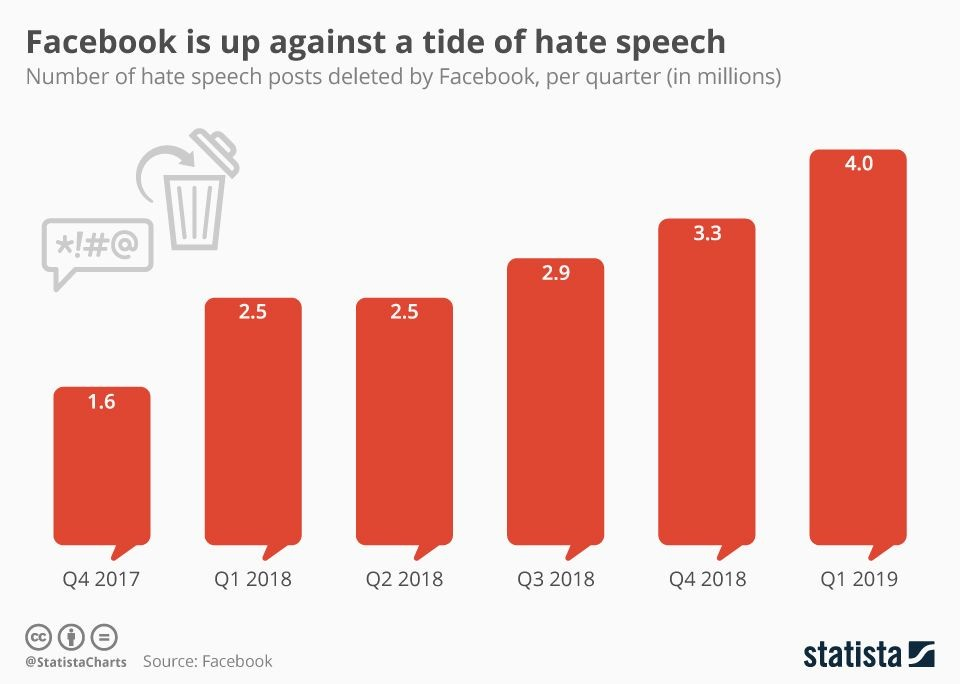 Facebook is up against a tide of hate speech
Number of hate speech posts deleted by Facebook, per quarter (in millions)
*!#@
1.6
2.5
2.5
2.9
3.3
4.0
Q4 2017
Q1 2018
Q2 2018
Q3 2018
Q4 2018
Q1 2019
cc
@StatistaCharts Source: Facebook
statista